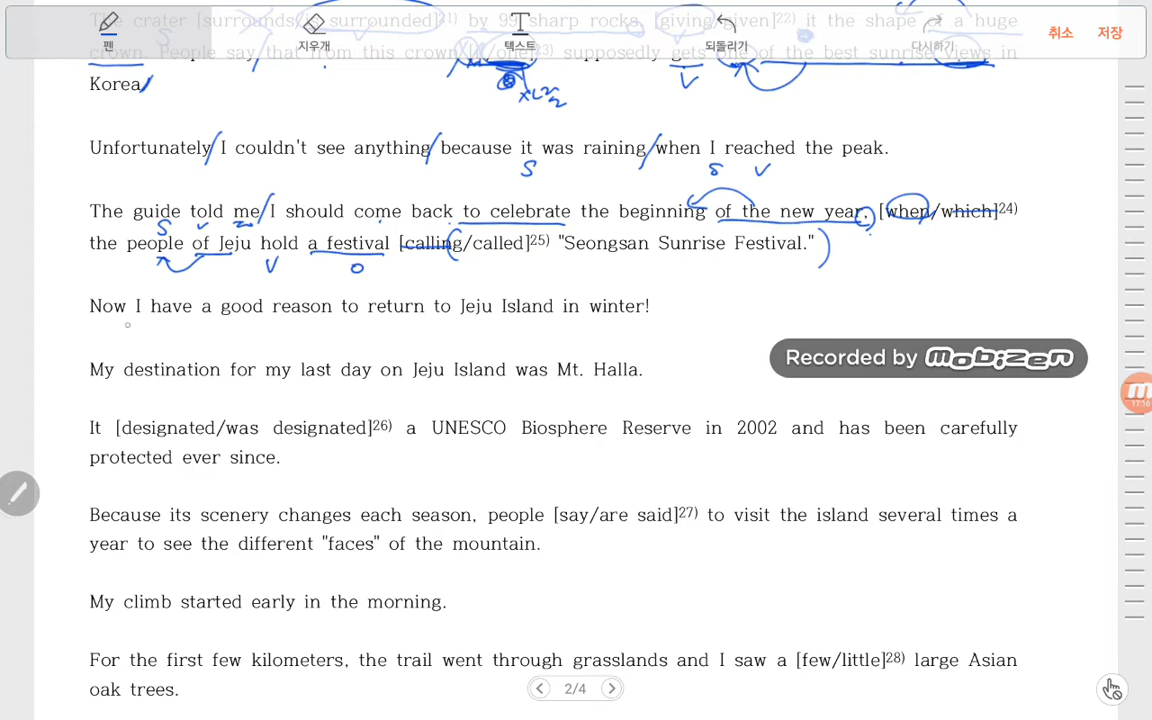 The crater [surrounds/is surrounded]21) by 99 sharp rocks, [giving/given]22) it the shape of a huge
펜
지우개
텍스트
되돌리기
다시하기
취소
저장
crown. People say that from this crown supposedly gets one of the best sunrise views in
Korea.
Unfortunately I couldn't see anything because it was raining when I reached the peak.
S S V
The guide told me I should come back to celebrate the beginning of the new year, [when/which]24)
S V
the people of Jeju hold a festival [calling/called]25) "Seongsan Sunrise Festival."
V O
Now I have a good reason to return to Jeju Island in winter!
Recorded by mobizen
My destination for my last day on Jeju Island was Mt. Halla.
It [designated/was designated]26) a UNESCO Biosphere Reserve in 2002 and has been carefully
protected ever since.
Because its scenery changes each season, people [say/are said]27) to visit the island several times a
year to see the different "faces" of the mountain.
My climb started early in the morning.
For the first few kilometers, the trail went through grasslands and I saw a [few/little]28) large Asian
oak trees.
2/4